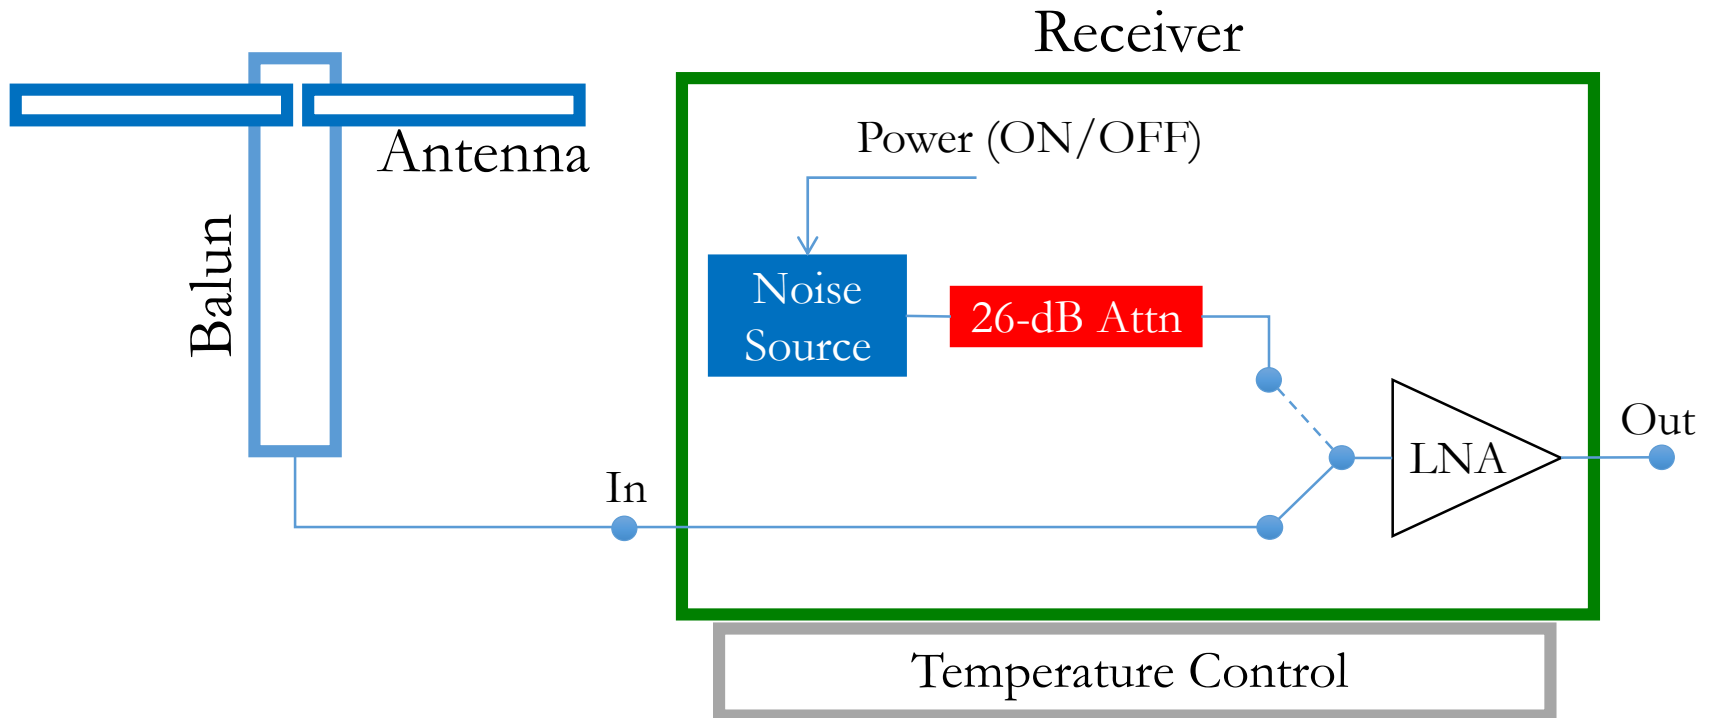 Receiver
Power (ON/OFF)
Antenna
Balun
Noise
Source
26-dB Attn
Out
LNA
In
Temperature Control